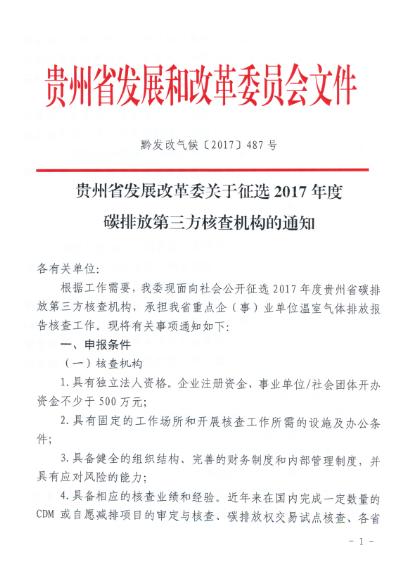 贵州省发展和改革委员会文件
黔发改气候〔2017〕487号
贵州省发展改革委关于征选2017年度
碳排放第三方核查机构的通知
各有关单位：
根据工作需要，我委现面向社会公开征选2017年度贵州省碳排
放第三方核查机构，承担我省重点企（事）业单位温室气体排放报
告核查工作。现将有关事项通知如下：
一、申报条件
（一）核查机构
1.具有独立法人资格。企业注册资金、事业单位/社会团体开办
资金不少于500万元；
2.具有固定的工作场所和开展核查工作所需的设施及办公条
件；
3.具备健全的组织结构、完善的财务制度和内部管理制度，并
具有应对风险的能力；
4.具备相应的核查业绩和经验。近年来在国内完成一定数量的
CDM 或自愿减排项目的审定与核查、碳排放权交易试点核查、各省
- 1 -